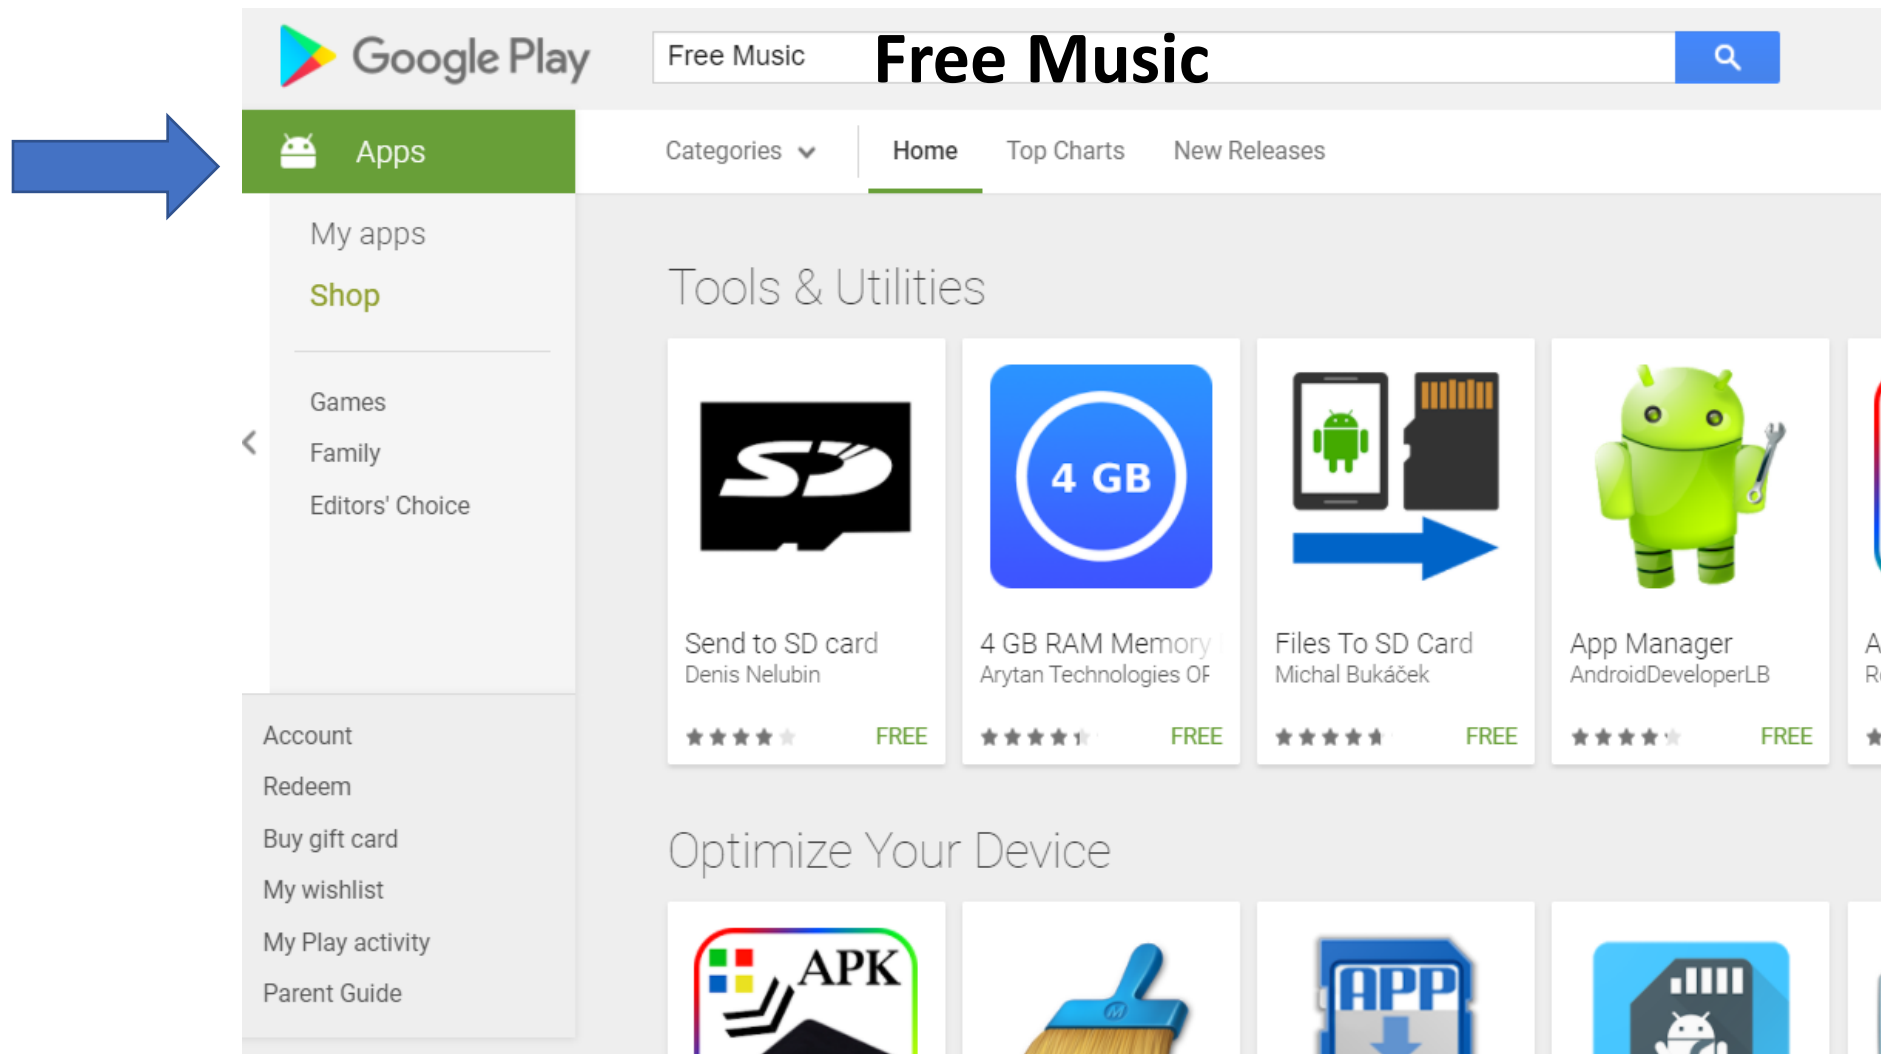 Google Play
Free Music
Free Music
Apps
Categories
Home
Top Charts
New Releases
My apps
Shop
Games
Family
Editors' Choice
Account
Redeem
Buy gift card
My wishlist
My Play activity
Parent Guide
Tools & Utilities
SD
4 GB
Send to SD card
Denis Nelubin
FREE
4 GB RAM Memory
Arytan Technologies
FREE
Files To SD Card
Michal Bukáček
FREE
App Manager
AndroidDeveloperLB
FREE
Optimize Your Device
APK
M
APP